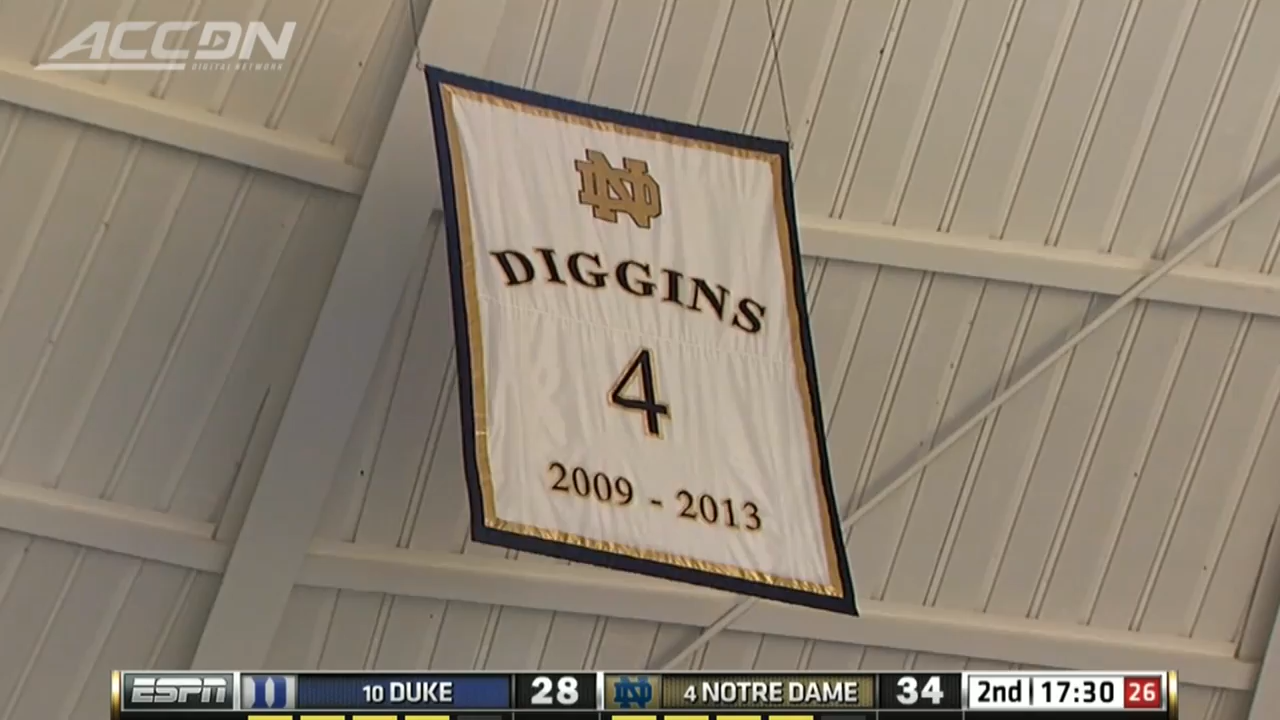 ACCDN
DIGITAL NETWORK
ND
DIGGINS
4
2009 - 2013
ESPN D 10 DUKE 28 ND 4 NOTRE DAME 34 2nd 17:30 26